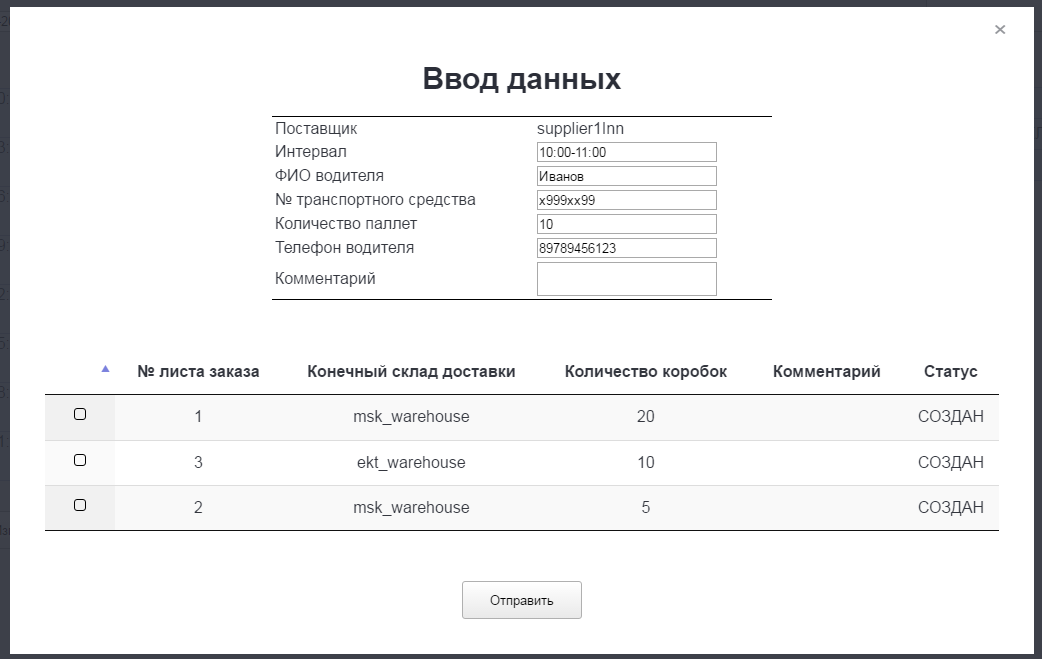 ×
Ввод данных
Поставщик supplier1Inn
Интервал 10:00-11:00
ФИО водителя Иванов
№ транспортного средства x999xx99
Количество паллет 10
Телефон водителя 89789456123
Комментарий
№ листа заказа Конечный склад доставки Количество коробок Комментарий Статус
1 msk_warehouse 20 СОЗДАН
3 ekt_warehouse 10 СОЗДАН
2 msk_warehouse 5 СОЗДАН
Отправить